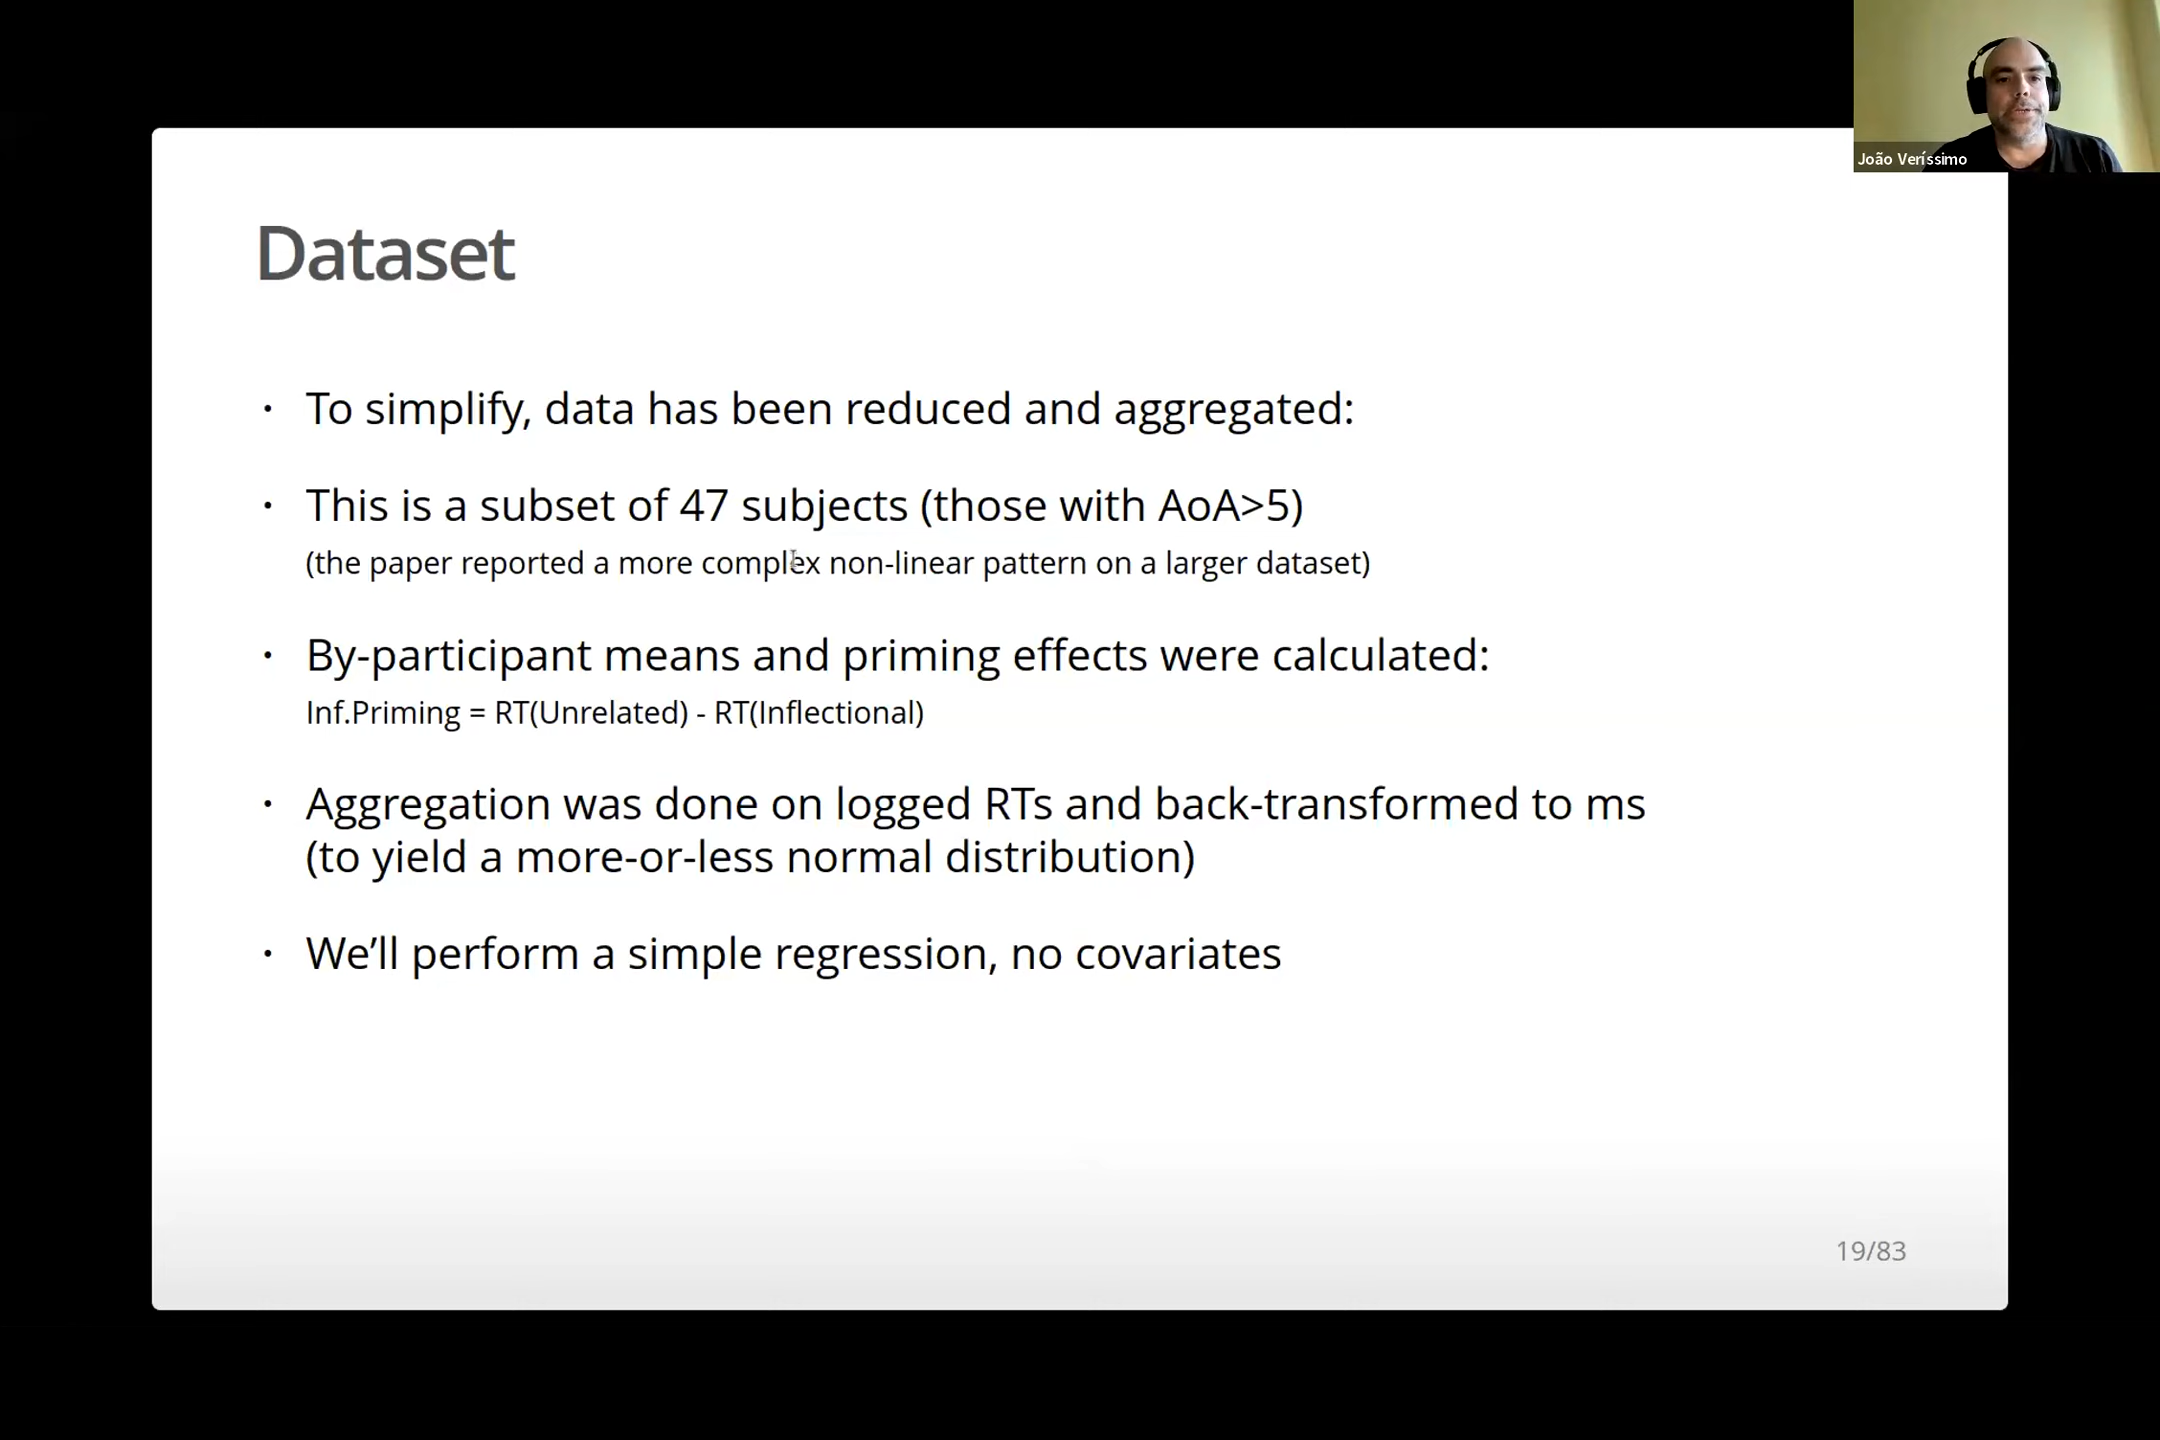 João Veríssimo
Dataset
• To simplify, data has been reduced and aggregated:
• This is a subset of 47 subjects (those with AoA>5)
(the paper reported a more complex non-linear pattern on a larger dataset)
• By-participant means and priming effects were calculated:
Inf.Priming = RT(Unrelated) - RT(Inflectional)
• Aggregation was done on logged RTs and back-transformed to ms
(to yield a more-or-less normal distribution)
• We’ll perform a simple regression, no covariates
19/83